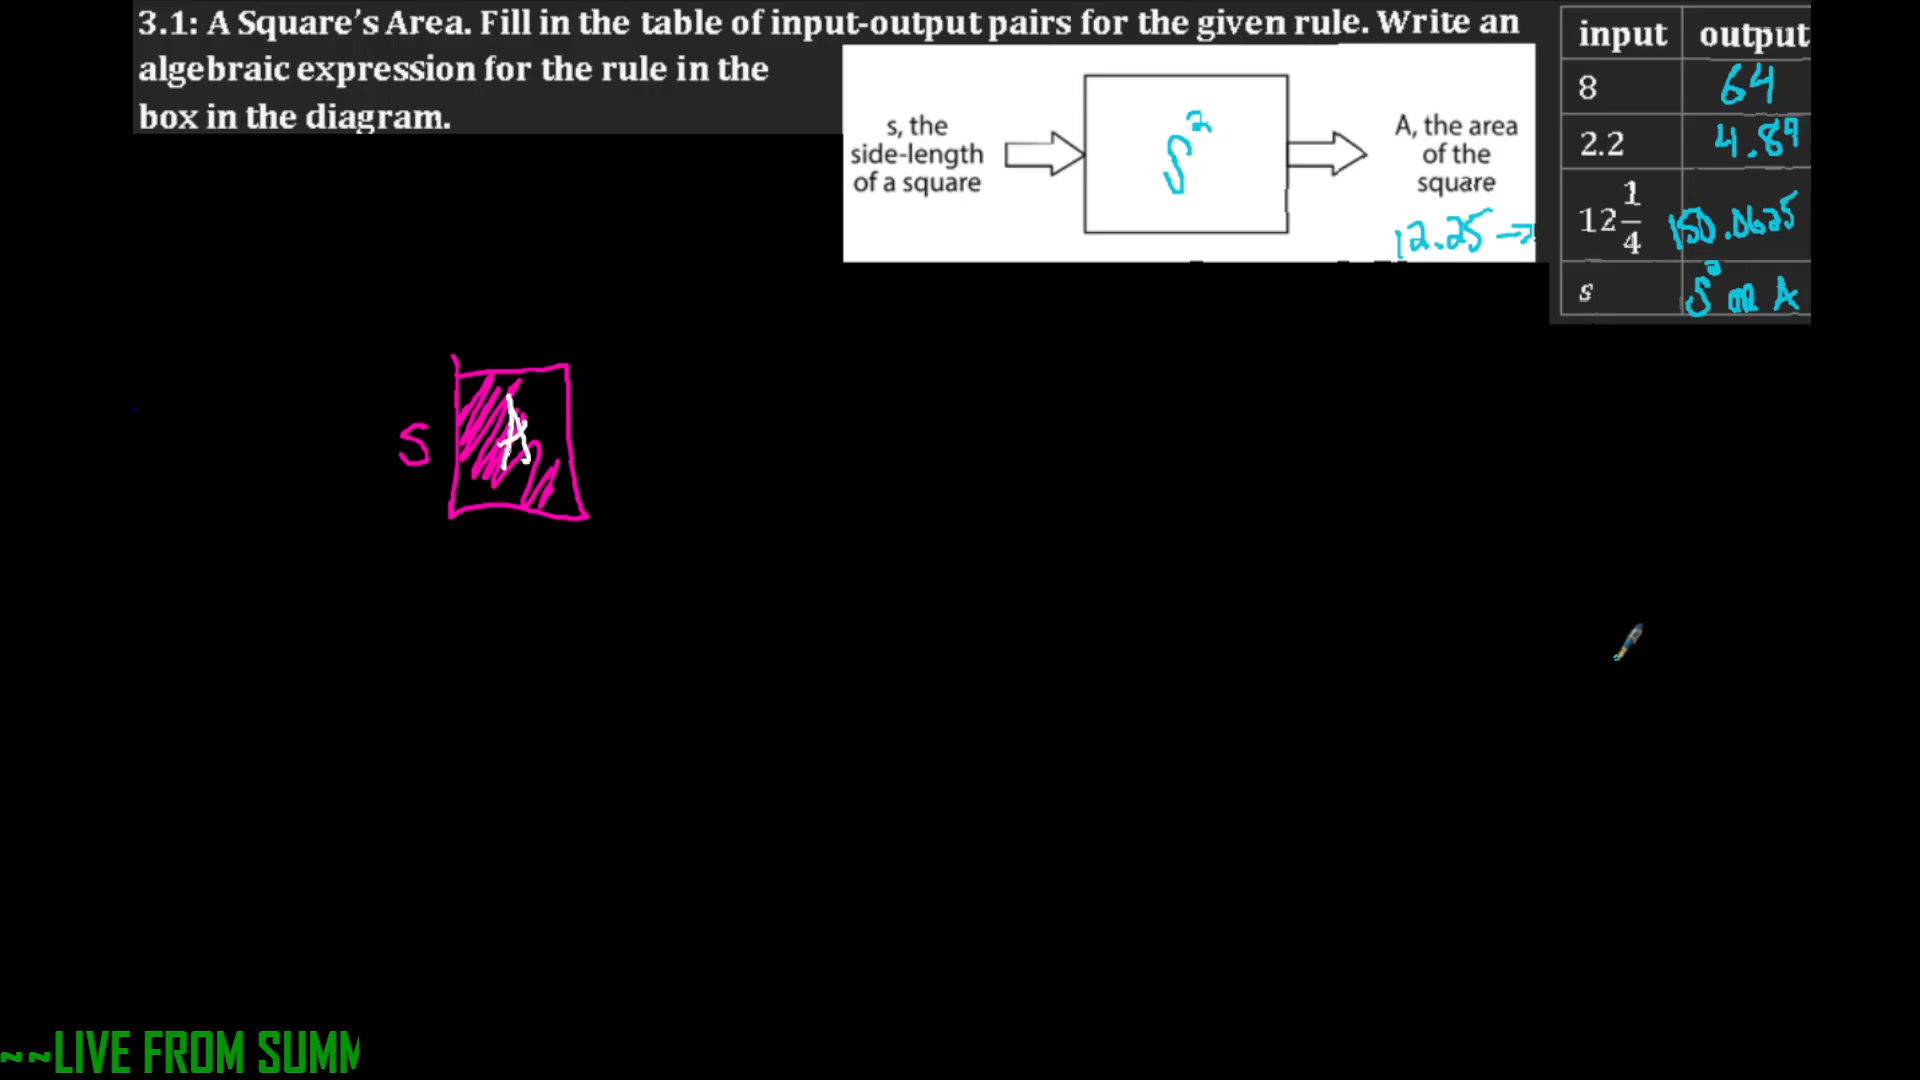 3.1: A Square's Area. Fill in the table of input-output pairs for the given rule. Write an
algebraic expression for the rule in the
box in the diagram.
s, the
side-length
of a square
s²
A, the area
of the
square
12.25 →
input output
8 64
2.2 4.89
12 1/4 150.0625
s s² or A
S
A
~~LIVE FROM SUMM